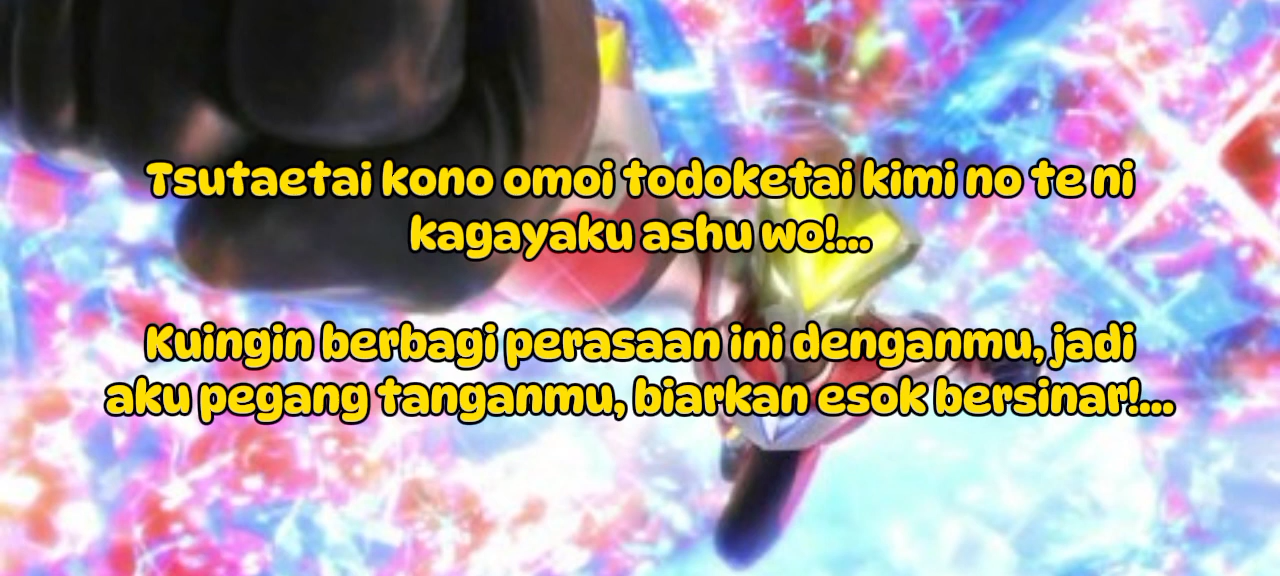 Tsutaetai kono omoi todoketai kimi no te ni
kagayaku ashu wo!...
Kuingin berbagi perasaan ini denganmu, jadi
aku pegang tanganmu, biarkan esok bersinar!...